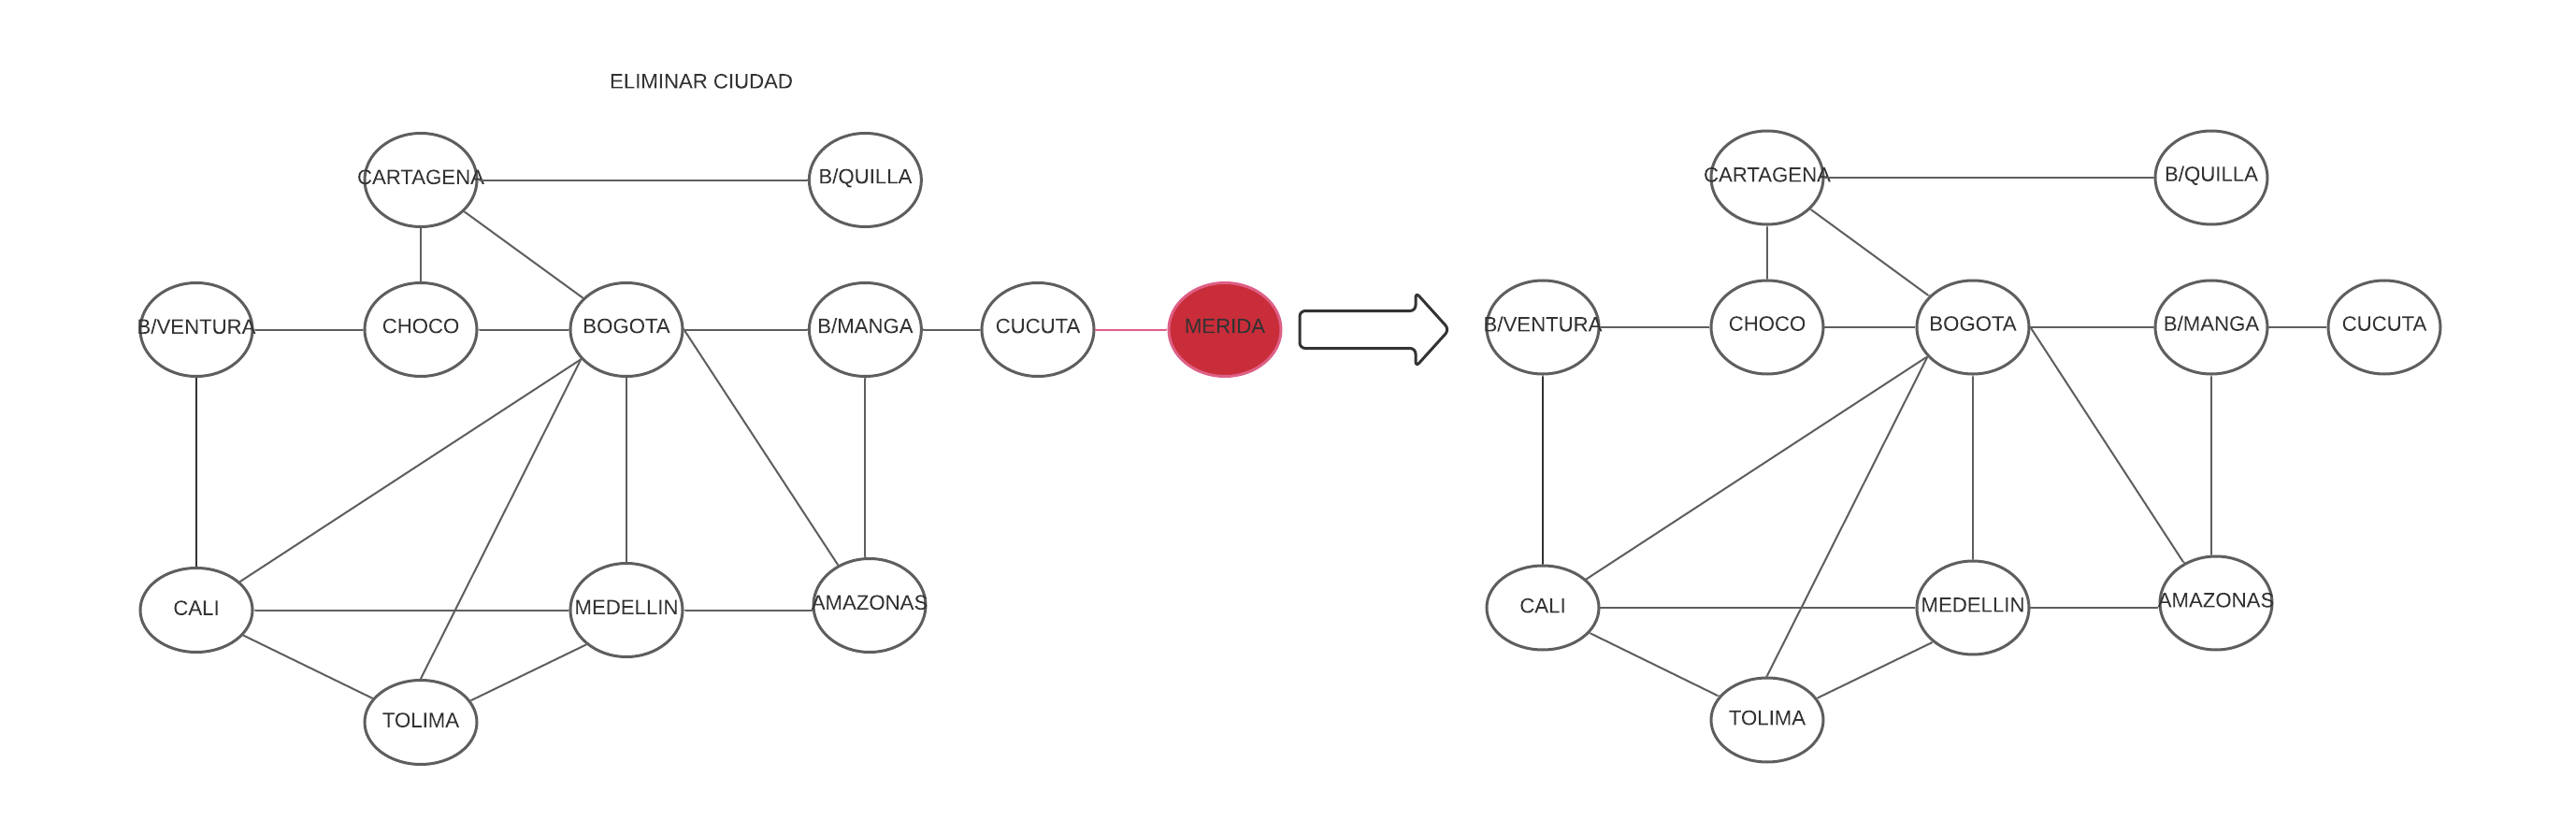 ELIMINAR CIUDAD
CARTAGENA
B/QUILLA
B/VENTURA
CHOCO
BOGOTA
B/MANGA
CUCUTA
MERIDA
CALI
MEDELLIN
AMAZONAS
TOLIMA
CARTAGENA
B/QUILLA
B/VENTURA
CHOCO
BOGOTA
B/MANGA
CUCUTA
CALI
MEDELLIN
AMAZONAS
TOLIMA